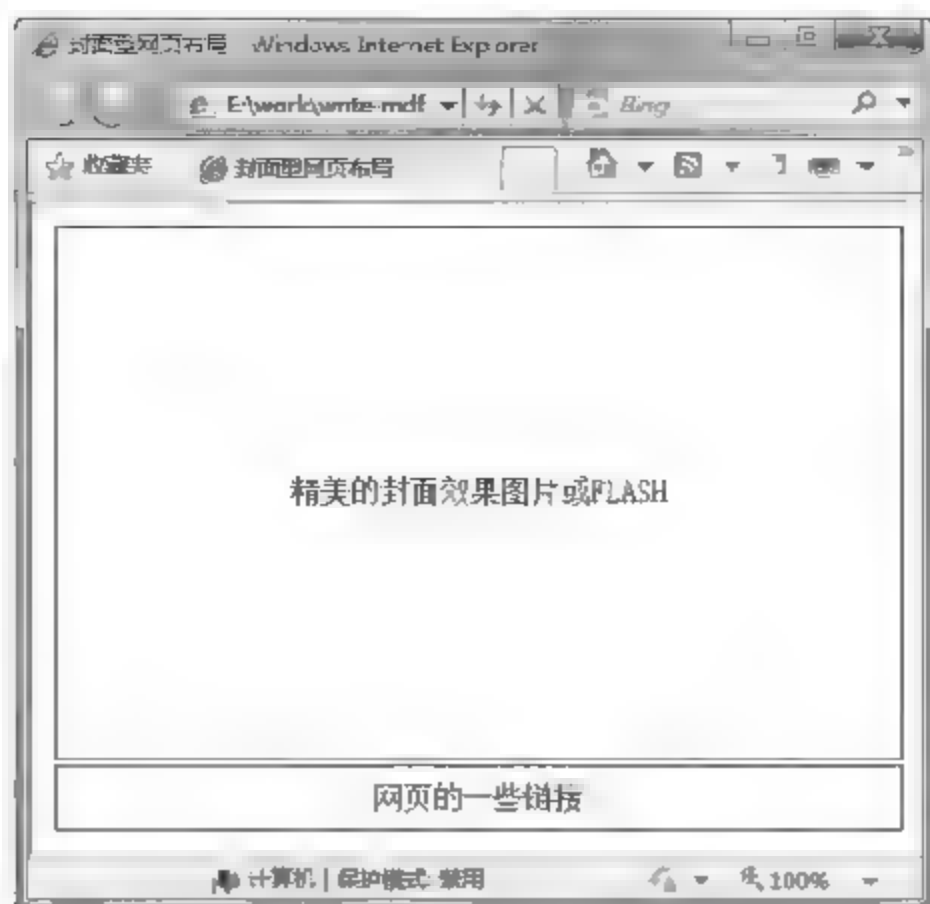 封面型网页布局 Windows Internet Explorer
E:\work\write-mdf Bing
收藏夹 封面型网页布局
精美的封面效果图片或FLASH
网页的一些链接
计算机 | 保护模式: 禁用 100%